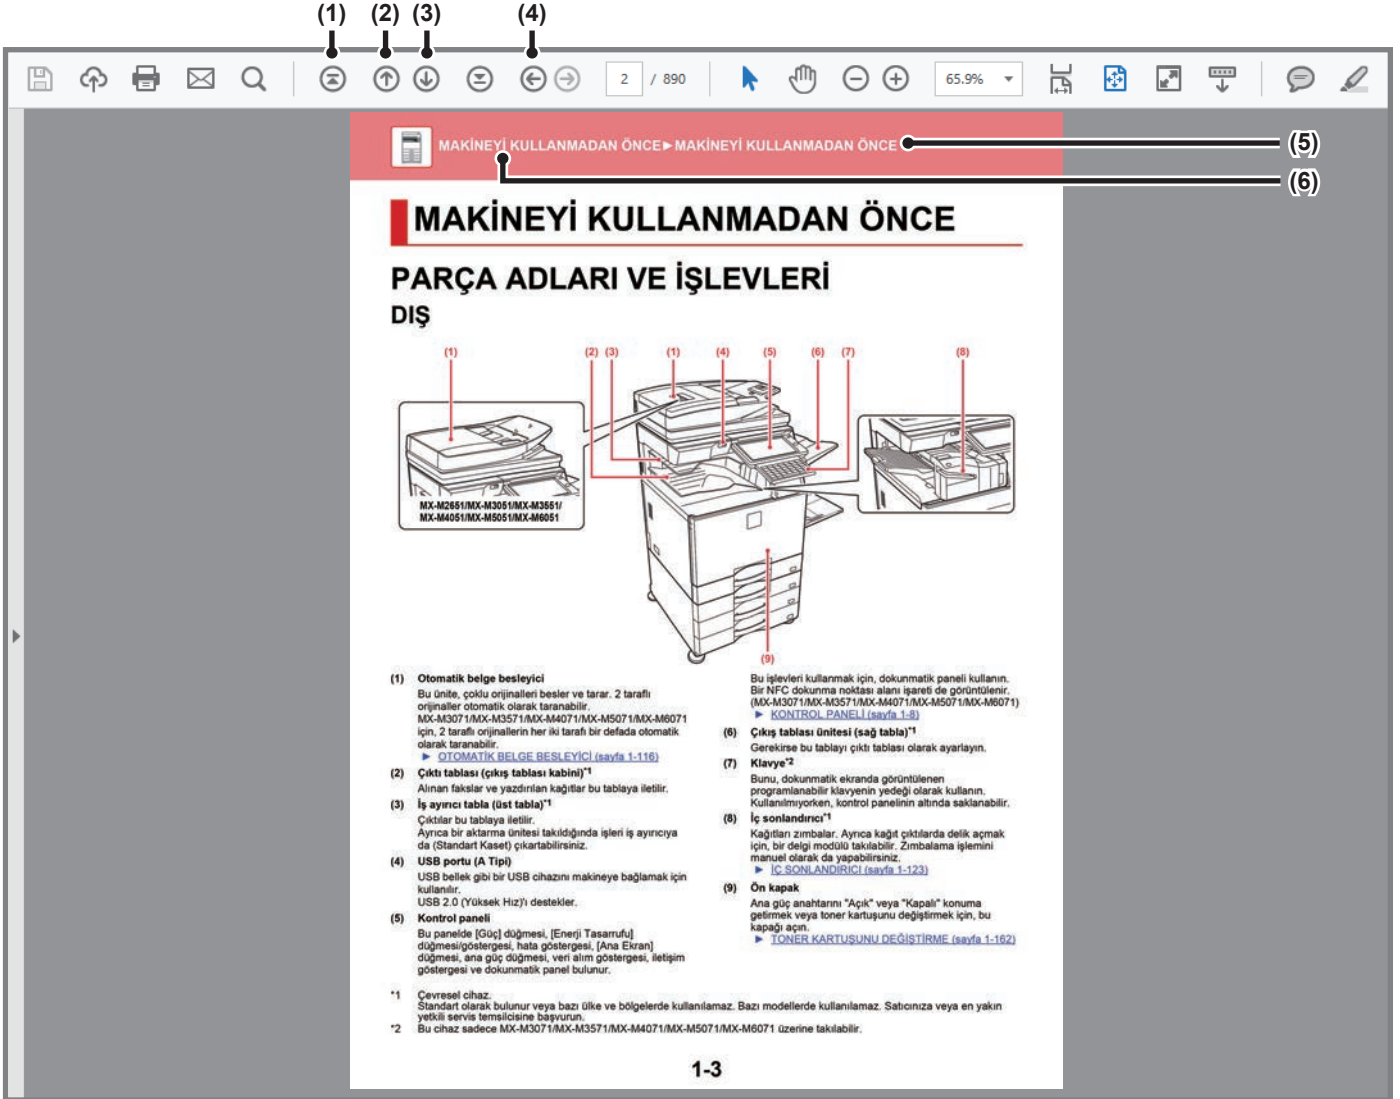 (1) (2) (3) (4)
2 / 890 65.9%
MAKİNEYİ KULLANMADAN ÖNCE►MAKİNEYİ KULLANMADAN ÖNCE
(5)
(6)
MAKİNEYİ KULLANMADAN ÖNCE
PARÇA ADLARI VE İŞLEVLERİ
DIŞ
(1) (2) (3) (1) (4) (5) (6) (7) (8)
MX-M2651/MX-M3051/MX-M3551/
MX-M4051/MX-M5051/MX-M6051
(9)
(1) Otomatik belge besleyici
Bu ünite, çoklu orijinalleri besler ve tarar. 2 taraflı
orijinaller otomatik olarak taranabilir.
MX-M3071/MX-M3571/MX-M4071/MX-M5071/MX-M6071
için, 2 taraflı orijinallerin her iki tarafı bir defada otomatik
olarak taranabilir.
► OTOMATİK BELGE BESLEYİCİ (sayfa 1-116)
(2) Çıktı tablası (çıkış tablası kabini)*1
Alınan fakslar ve yazdırılan kağıtlar bu tablaya iletilir.
(3) İş ayırıcı tabla (üst tabla)*1
Çıktılar bu tablaya iletilir.
Ayrıca bir aktarma ünitesi takıldığında işleri iş ayırıcıya
da (Standart Kaset) çıkartabilirsiniz.
(4) USB portu (A Tipi)
USB bellek gibi bir USB cihazını makineye bağlamak için
kullanılır.
USB 2.0 (Yüksek Hız)'ı destekler.
(5) Kontrol paneli
Bu panelde [Güç] düğmesi, [Enerji Tasarrufu]
düğmesi/göstergesi, hata göstergesi, [Ana Ekran]
düğmesi, ana güç düğmesi, veri alım göstergesi, iletişim
göstergesi ve dokunmatik panel bulunur.
Bu işlevleri kullanmak için, dokunmatik paneli kullanın.
Bir NFC dokunma noktası alanı işareti de görüntülenir.
(MX-M3071/MX-M3571/MX-M4071/MX-M5071/MX-M6071)
► KONTROL PANELİ (sayfa 1-8)
(6) Çıkış tablası ünitesi (sağ tabla)*1
Gerekirse bu tablayı çıktı tablası olarak ayarlayın.
(7) Klavye*2
Bunu, dokunmatik ekranda görüntülenen
programlanabilir klavyenin yedeği olarak kullanın.
Kullanılmıyorken, kontrol panelinin altında saklanabilir.
(8) İç sonlandırıcı*1
Kağıtları zımbalar. Ayrıca kağıt çıktılarda delik açmak
için, bir delgi modülü takılabilir. Zımbalama işlemini
manuel olarak da yapabilirsiniz.
► İÇ SONLANDIRICI (sayfa 1-123)
(9) Ön kapak
Ana güç anahtarını "Açık" veya "Kapalı" konuma
getirmek veya toner kartuşunu değiştirmek için, bu
kapağı açın.
► TONER KARTUŞUNU DEĞİŞTİRME (sayfa 1-162)
*1 Çevresel cihaz.
Standart olarak bulunur veya bazı ülke ve bölgelerde kullanılamaz. Bazı modellerde kullanılamaz. Satıcınıza veya en yakın
yetkili servis temsilcisine başvurun.
*2 Bu cihaz sadece MX-M3071/MX-M3571/MX-M4071/MX-M5071/MX-M6071 üzerine takılabilir.
1-3